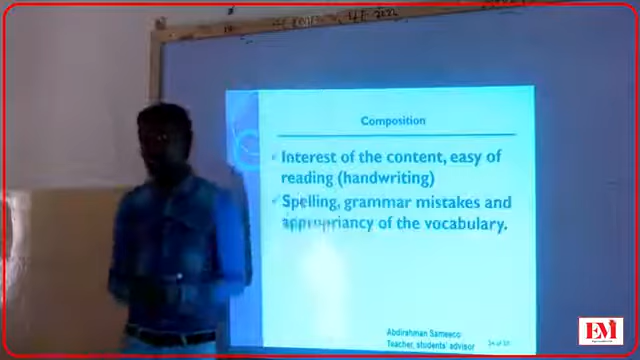 Composition
Interest of the content, easy of
reading (handwriting)
Spelling, grammar mistakes and
appropriancy of the vocabulary.
Abdirahman Sameeco
Teacher, students' advisor
EM